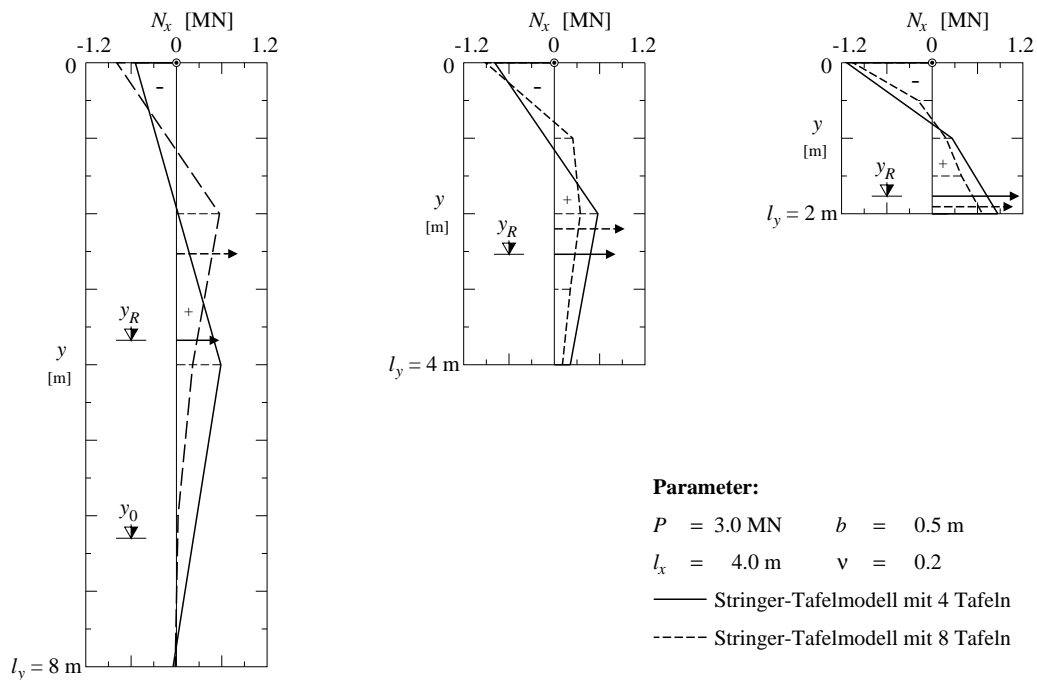 N_x [MN]
-1.2 0 1.2
0
-
y_R
+
y
[m]
y_0
l_y = 8 m
N_x [MN]
-1.2 0 1.2
0
-
y
[m]
+
y_R
l_y = 4 m
N_x [MN]
-1.2 0 1.2
0
-
y
[m]
+
y_R
l_y = 2 m
Parameter:
P = 3.0 MN b = 0.5 m
l_x = 4.0 m ν = 0.2
Stringer-Tafelmodell mit 4 Tafeln
Stringer-Tafelmodell mit 8 Tafeln